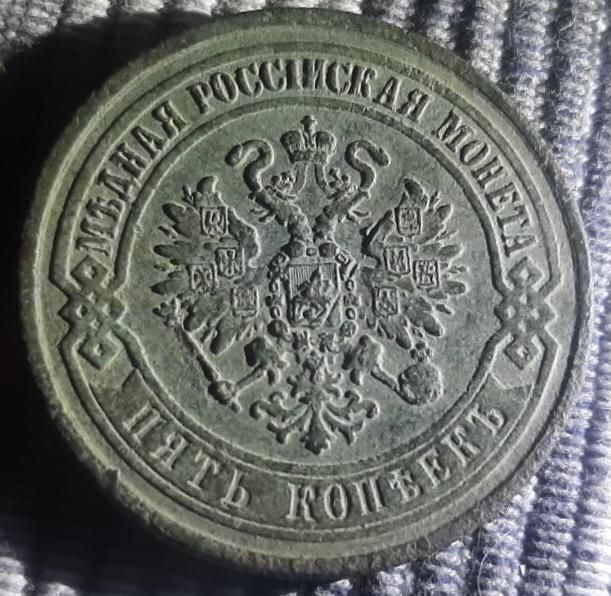 МѢДНАЯ РОССІЙСКАЯ МОНЕТА
ПЯТЬ КОПѢЕКЪ